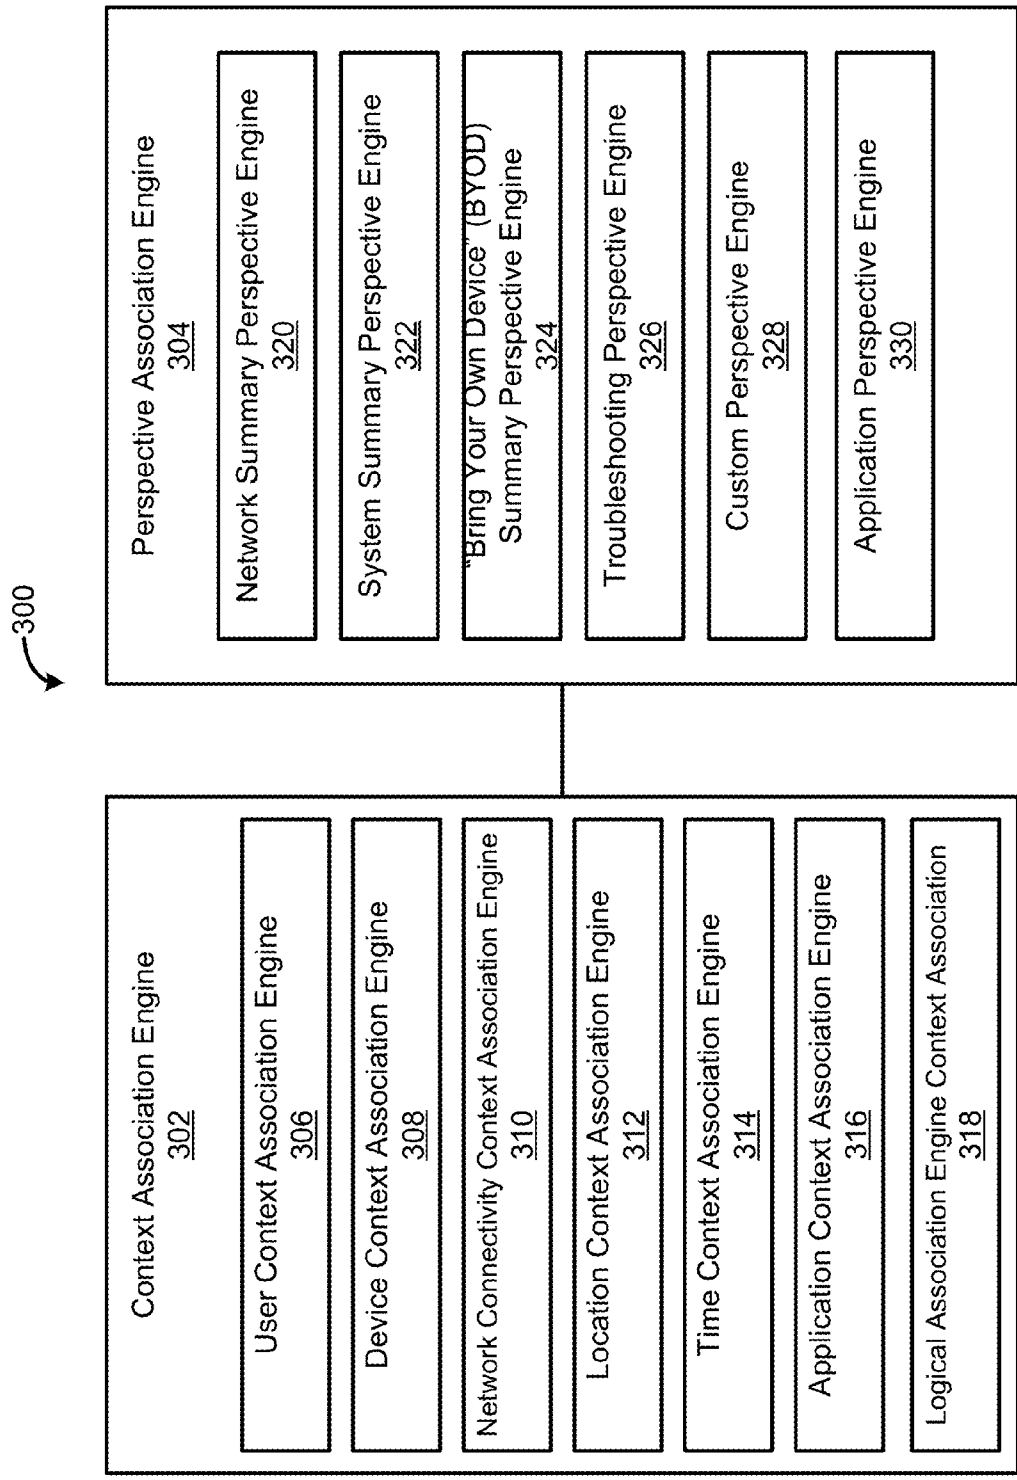 300
Context Association Engine
302
User Context Association Engine
306
Device Context Association Engine
308
Network Connectivity Context Association Engine
310
Location Context Association Engine
312
Time Context Association Engine
314
Application Context Association Engine
316
Logical Association Engine Context Association
318
Perspective Association Engine
304
Network Summary Perspective Engine
320
System Summary Perspective Engine
322
“Bring Your Own Device” (BYOD)
Summary Perspective Engine
324
Troubleshooting Perspective Engine
326
Custom Perspective Engine
328
Application Perspective Engine
330